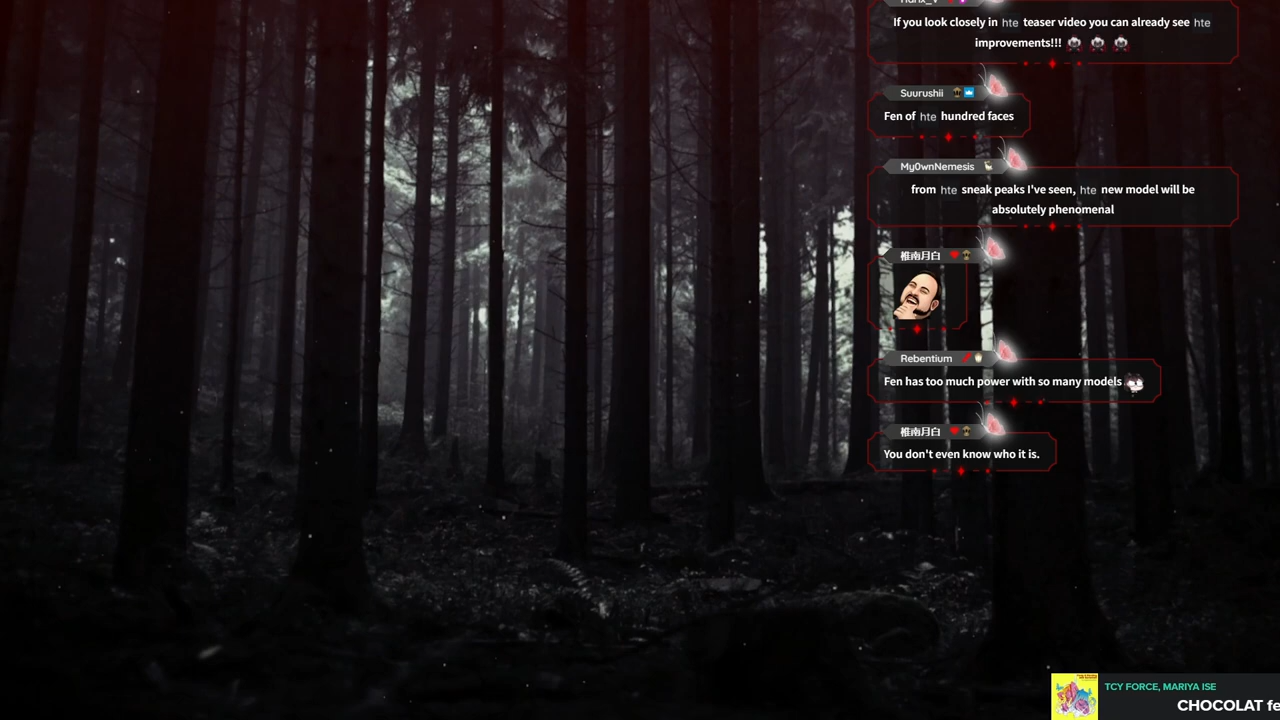 If you look closely in hte teaser video you can already see hte
improvements!!!
Suurushii
Fen of hte hundred faces
My0wnNemesis
from hte sneak peaks I've seen, hte new model will be
absolutely phenomenal
椎南月白
Rebentium
Fen has too much power with so many models
椎南月白
You don't even know who it is.
TCY FORCE, MARIYA ISE
CHOCOLAT fe